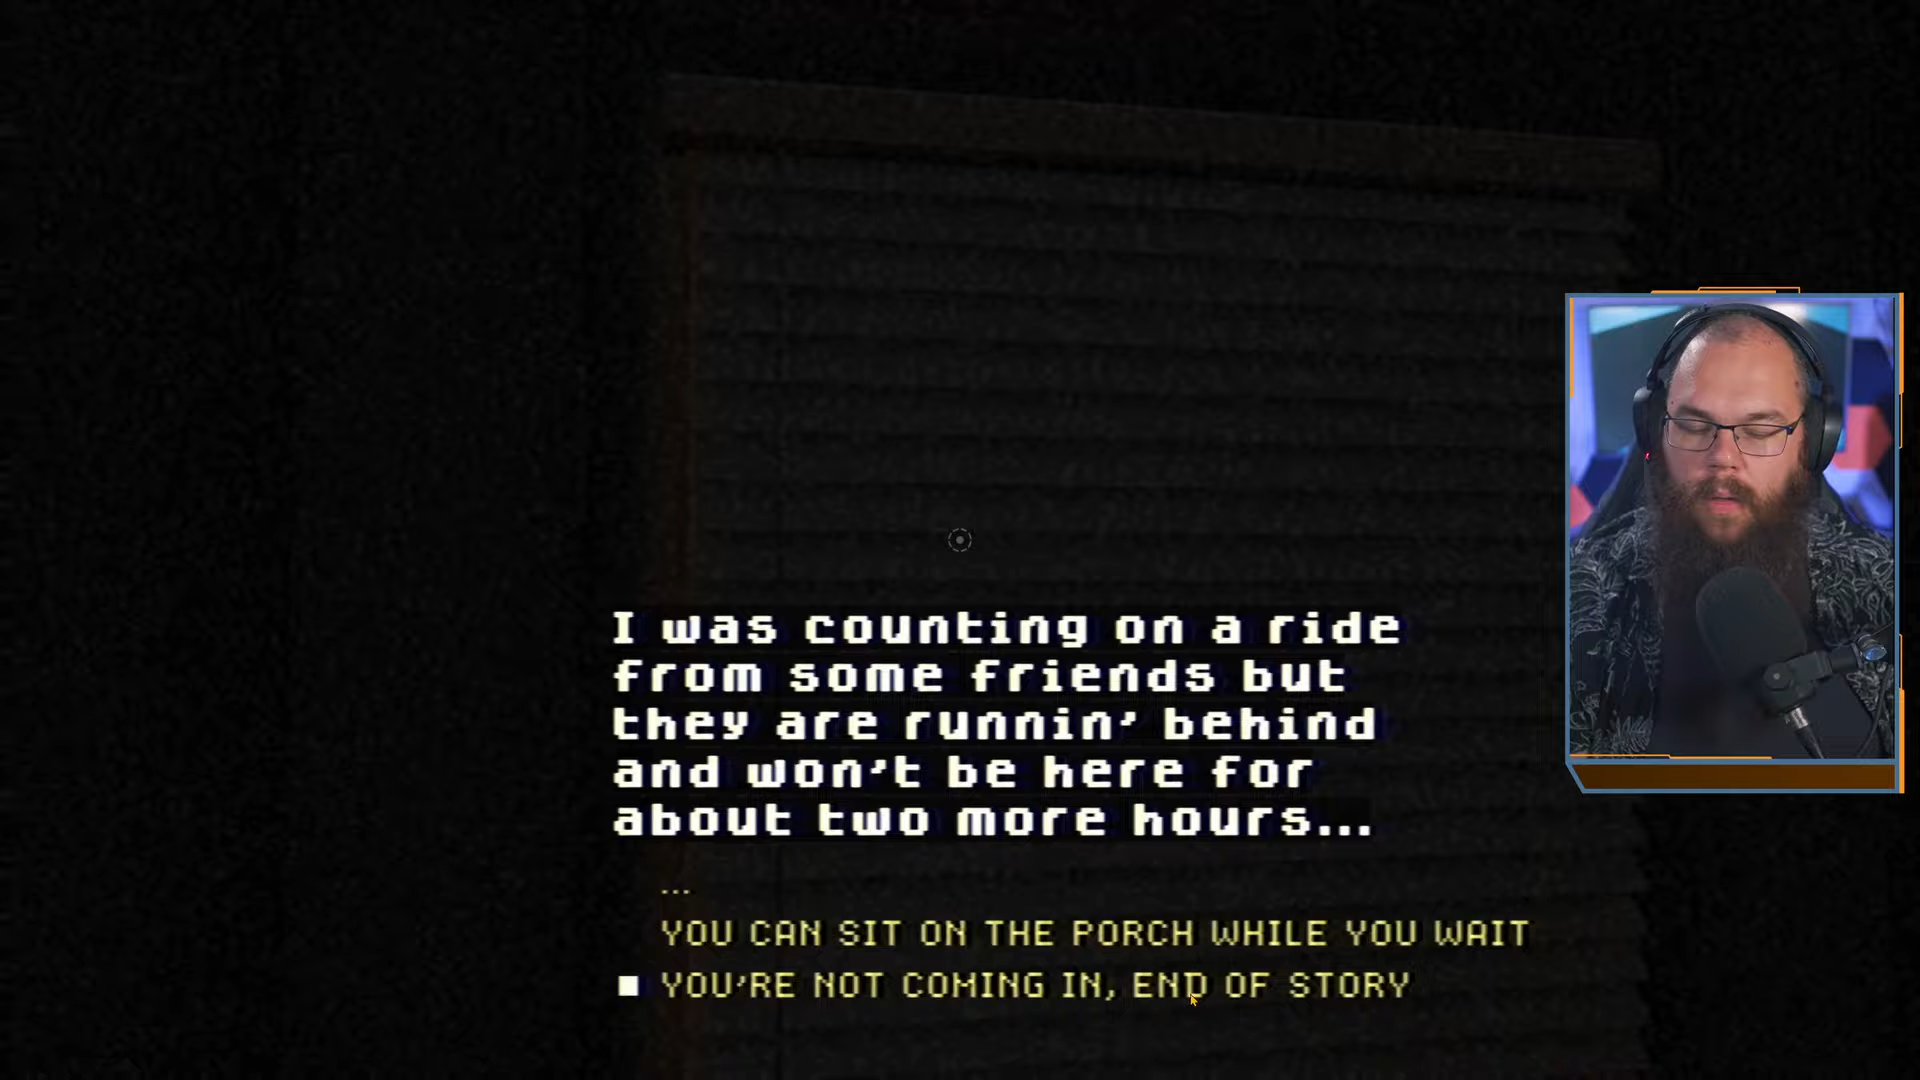 I was counting on a ride
from some friends but
they are runnin' behind
and won't be here for
about two more hours...
...
YOU CAN SIT ON THE PORCH WHILE YOU WAIT
YOU'RE NOT COMING IN, END OF STORY